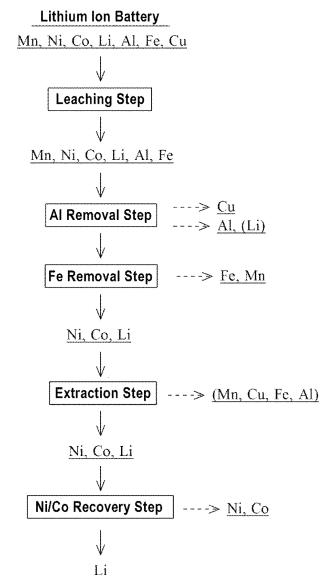 Lithium Ion Battery
Mn, Ni, Co, Li, Al, Fe, Cu
Leaching Step
Mn, Ni, Co, Li, Al, Fe
Al Removal Step
Cu
Al, (Li)
Fe Removal Step
Fe, Mn
Ni, Co, Li
Extraction Step
(Mn, Cu, Fe, Al)
Ni, Co, Li
Ni/Co Recovery Step
Ni, Co
Li